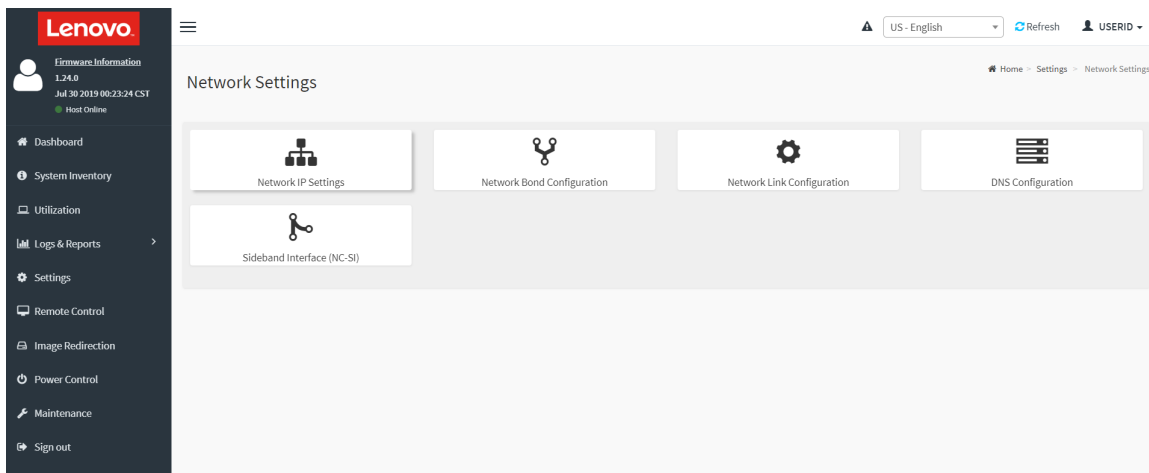 Lenovo
Firmware Information
1.24.0
Jul 30 2019 00:23:24 CST
Host Online
Dashboard
System Inventory
Utilization
Logs & Reports
Settings
Remote Control
Image Redirection
Power Control
Maintenance
Sign out
US - English
Refresh
USERID
Network Settings
Home > Settings > Network Settings
Network IP Settings
Network Bond Configuration
Network Link Configuration
DNS Configuration
Sideband Interface (NC-SI)